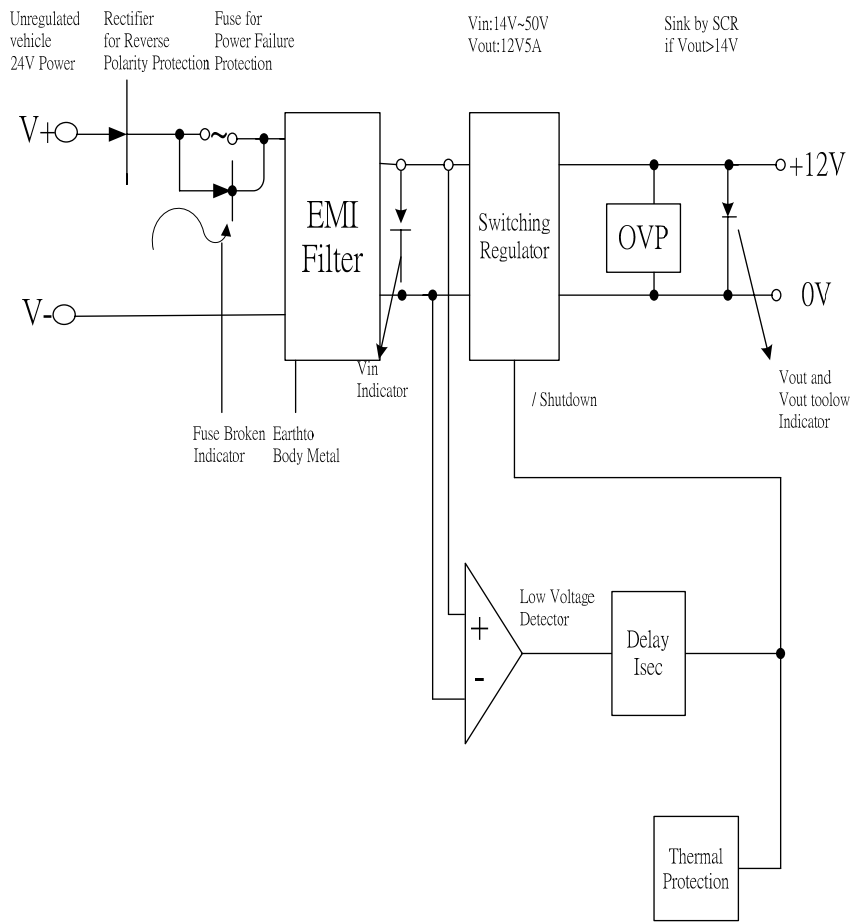 Unregulated
vehicle
24V Power
Rectifier
for Reverse
Polarity Protection
Fuse for
Power Failure
Protection
Vin:14V~50V
Vout:12V5A
Sink by SCR
if Vout>14V
V+
~
EMI
Filter
Switching
Regulator
OVP
+12V
0V
V-
Vin
Indicator
/ Shutdown
Vout and
Vout toolow
Indicator
Fuse Broken
Indicator
Earthto
Body Metal
Low Voltage
Detector
+
-
Delay
1sec
Thermal
Protection